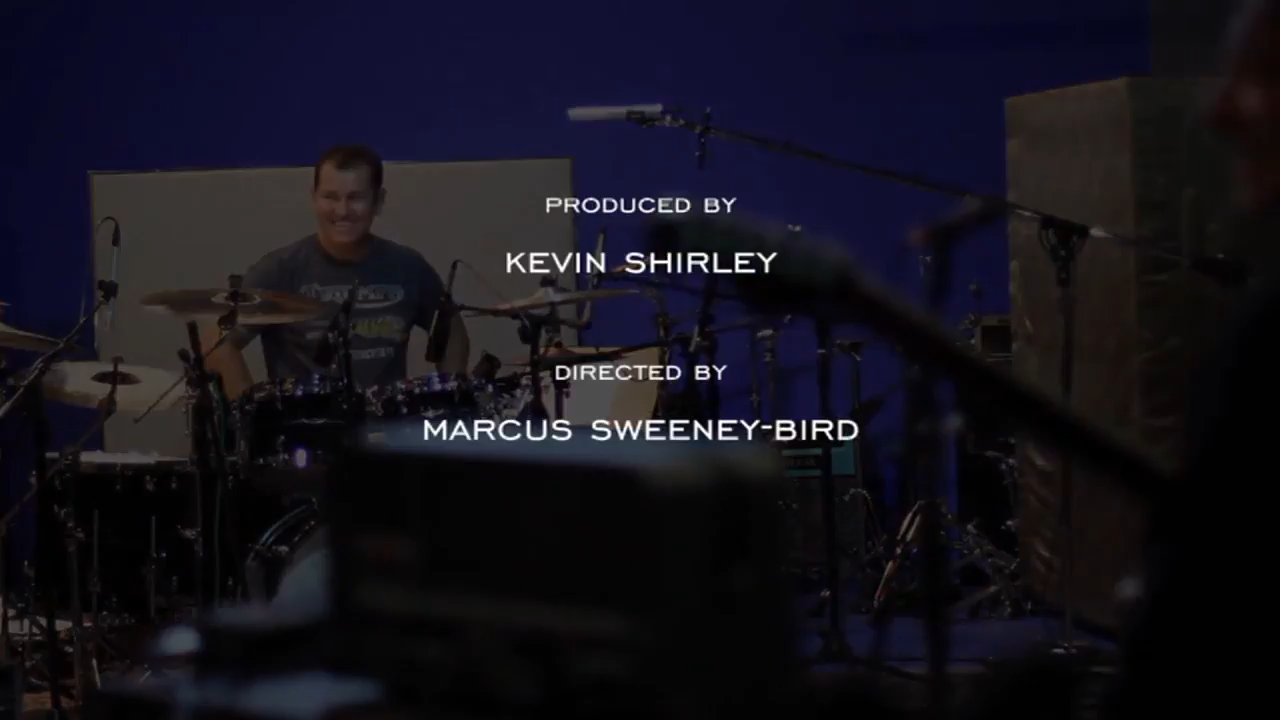 PRODUCED BY
KEVIN SHIRLEY
DIRECTED BY
MARCUS SWEENEY-BIRD